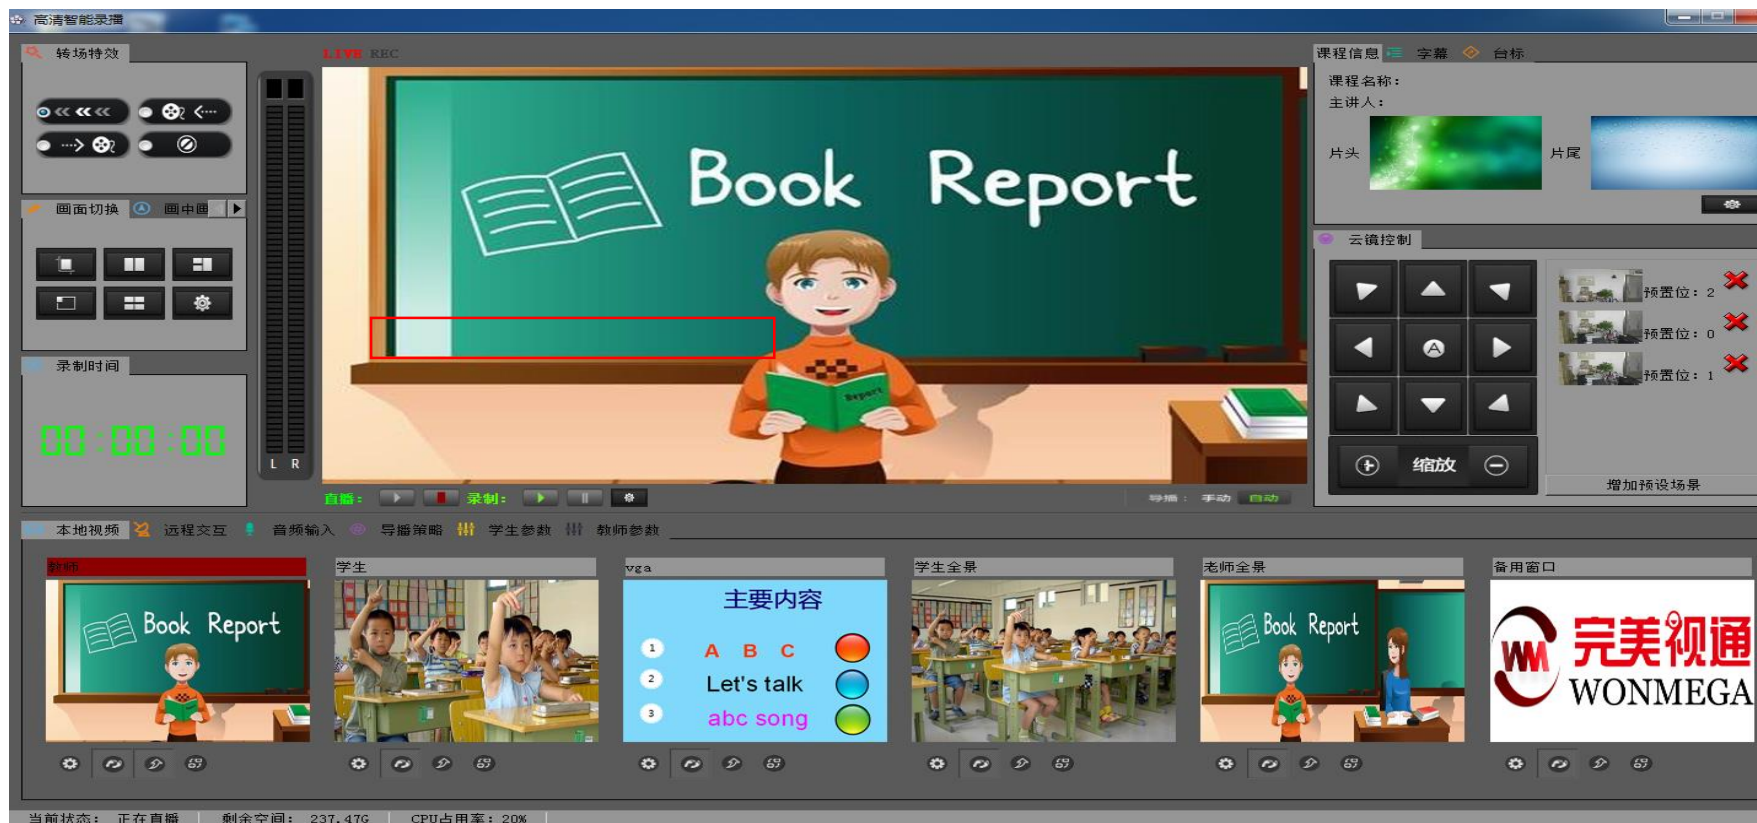 高清智能录播
转场特效
LIVE REC
课程信息 字幕 台标
课程名称:
主讲人:
片头
片尾
Book Report
画面切换 画中画
云镜控制
A
预置位: 2
预置位: 0
预置位: 1
Report
录制时间
00:00:00
L R
缩放
增加预设场景
直播: 录制:
导播: 手动 自动
本地视频 远程交互 音频输入 导播策略 学生参数 教师参数
教师
学生
vga
学生全景
老师全景
备用窗口
Book Report
主要内容
1 A B C
2 Let's talk
3 abc song
Book Report
完美视通
WONMEGA
当前状态: 正在直播 剩余空间: 237.47G CPU占用率: 20%